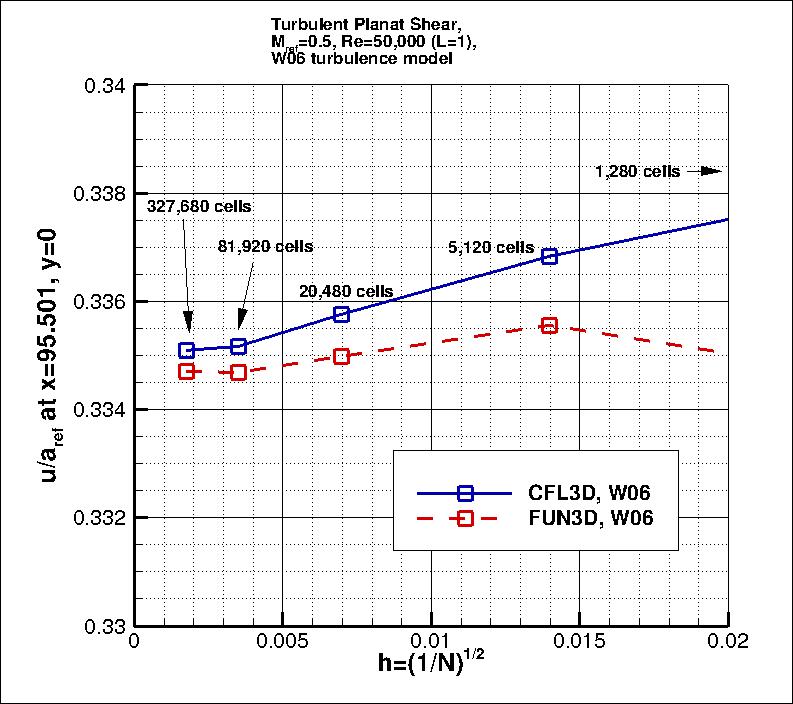 Turbulent Planat Shear,
M_ref=0.5, Re=50,000 (L=1),
W06 turbulence model
0.34
0.338
0.336
0.334
0.332
0.33
u/a_ref at x=95.501, y=0
1,280 cells
327,680 cells
81,920 cells
5,120 cells
20,480 cells
CFL3D, W06
FUN3D, W06
0 0.005 0.01 0.015 0.02
h=(1/N)^1/2